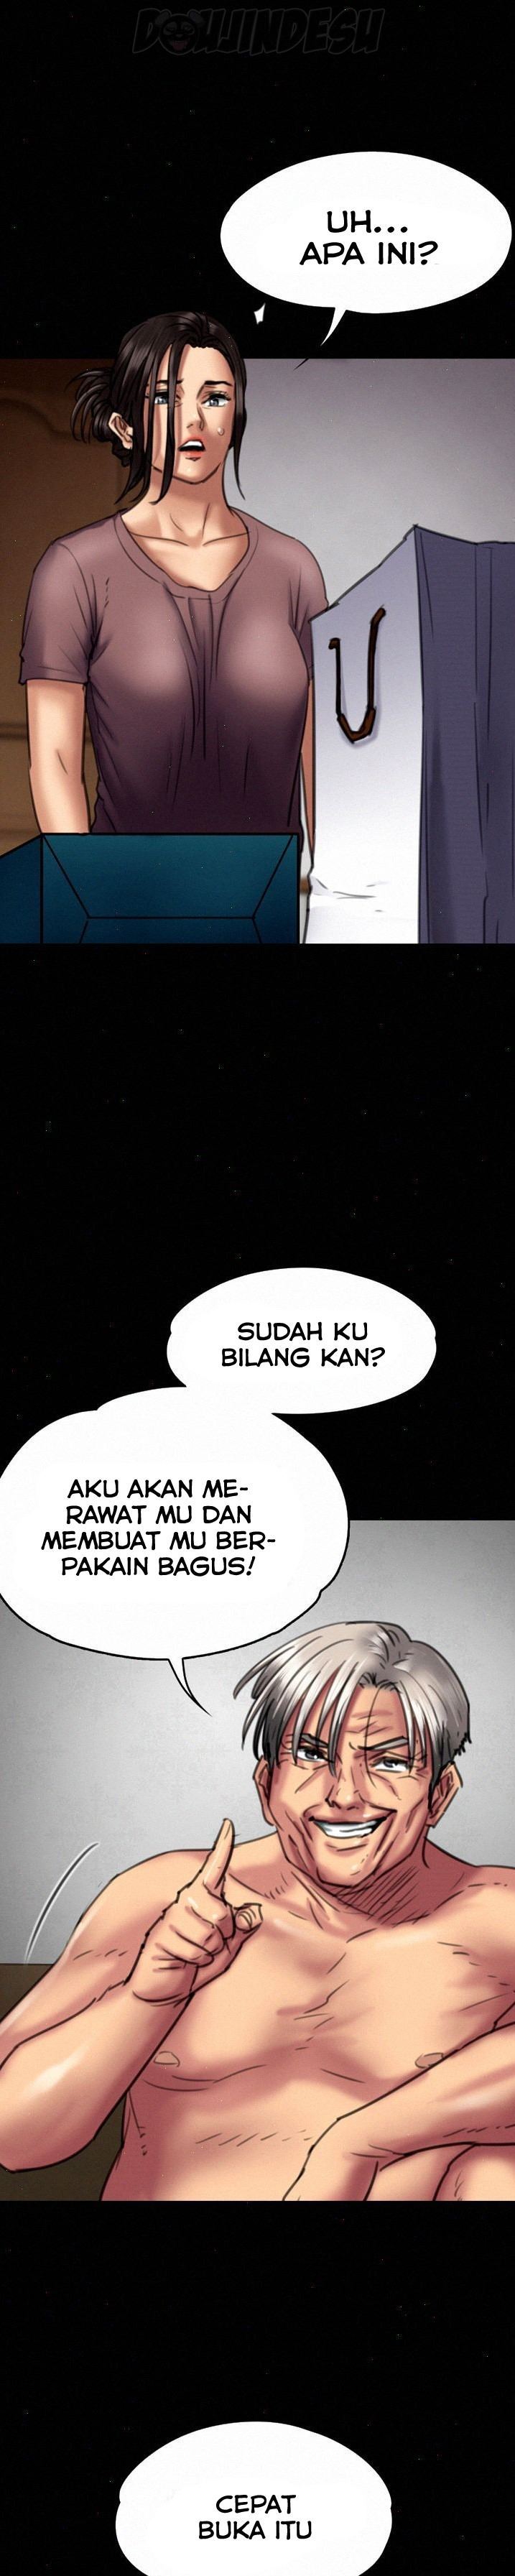 DOUJINDESU
UH...
APA INI?
SUDAH KU
BILANG KAN?
AKU AKAN ME-
RAWAT MU DAN
MEMBUAT MU BER-
PAKAIN BAGUS!
CEPAT
BUKA ITU